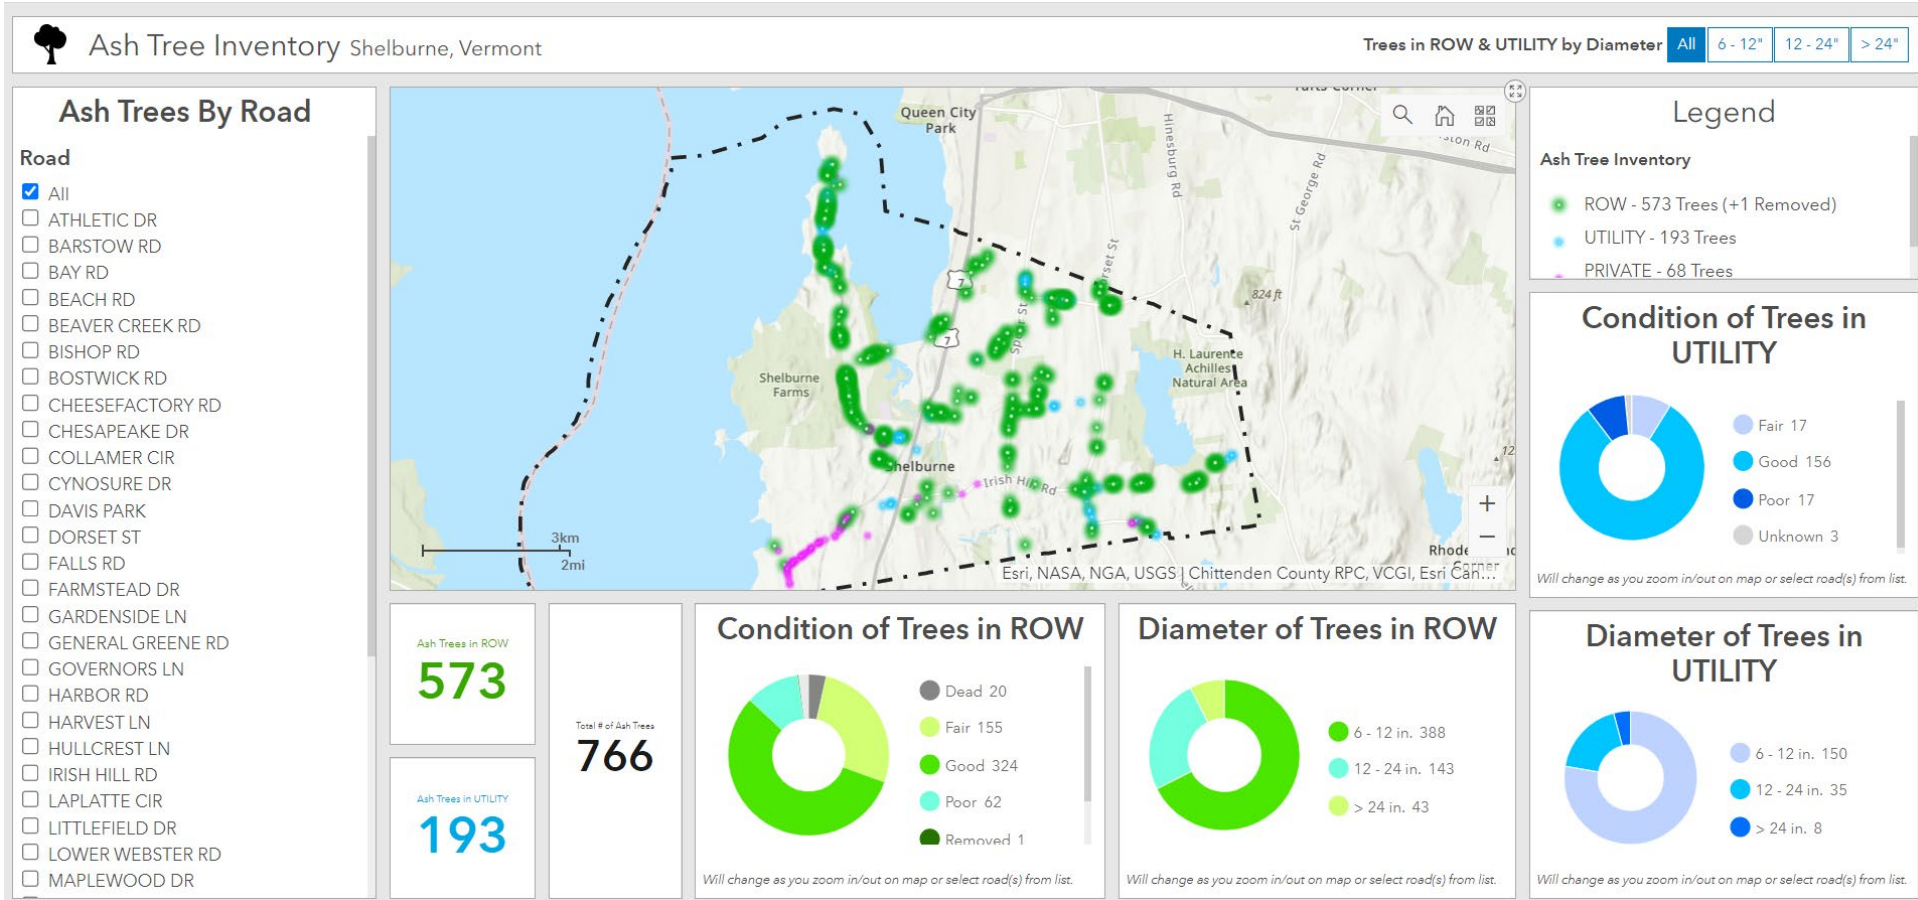 Ash Tree Inventory Shelburne, Vermont
Trees in ROW & UTILITY by Diameter
All
6 - 12"
12 - 24"
> 24"
Ash Trees By Road
Road
All
ATHLETIC DR
BARSTOW RD
BAY RD
BEACH RD
BEAVER CREEK RD
BISHOP RD
BOSTWICK RD
CHEESEFACTORY RD
CHESAPEAKE DR
COLLAMER CIR
CYNOSURE DR
DAVIS PARK
DORSET ST
FALLS RD
FARMSTEAD DR
GARDENSIDE LN
GENERAL GREENE RD
GOVERNORS LN
HARBOR RD
HARVEST LN
HULLCREST LN
IRISH HILL RD
LAPLATTE CIR
LITTLEFIELD DR
LOWER WEBSTER RD
MAPLEWOOD DR
Queen City
Park
Hinesburg Rd
St George Rd
7
7
824 ft
H. Laurence
Achilles
Natural Area
Shelburne
Farms
Shelburne
Irish Hill Rd
3km
2mi
+
−
Esri, NASA, NGA, USGS | Chittenden County RPC, VCGI, Esri Can...
Legend
Ash Tree Inventory
ROW - 573 Trees (+1 Removed)
UTILITY - 193 Trees
PRIVATE - 68 Trees
Condition of Trees in
UTILITY
Fair 17
Good 156
Poor 17
Unknown 3
Will change as you zoom in/out on map or select road(s) from list.
Ash Trees in ROW
573
Ash Trees in UTILITY
193
Total # of Ash Trees
766
Condition of Trees in ROW
Dead 20
Fair 155
Good 324
Poor 62
Removed 1
Will change as you zoom in/out on map or select road(s) from list.
Diameter of Trees in ROW
6 - 12 in. 388
12 - 24 in. 143
> 24 in. 43
Will change as you zoom in/out on map or select road(s) from list.
Diameter of Trees in
UTILITY
6 - 12 in. 150
12 - 24 in. 35
> 24 in. 8
Will change as you zoom in/out on map or select road(s) from list.